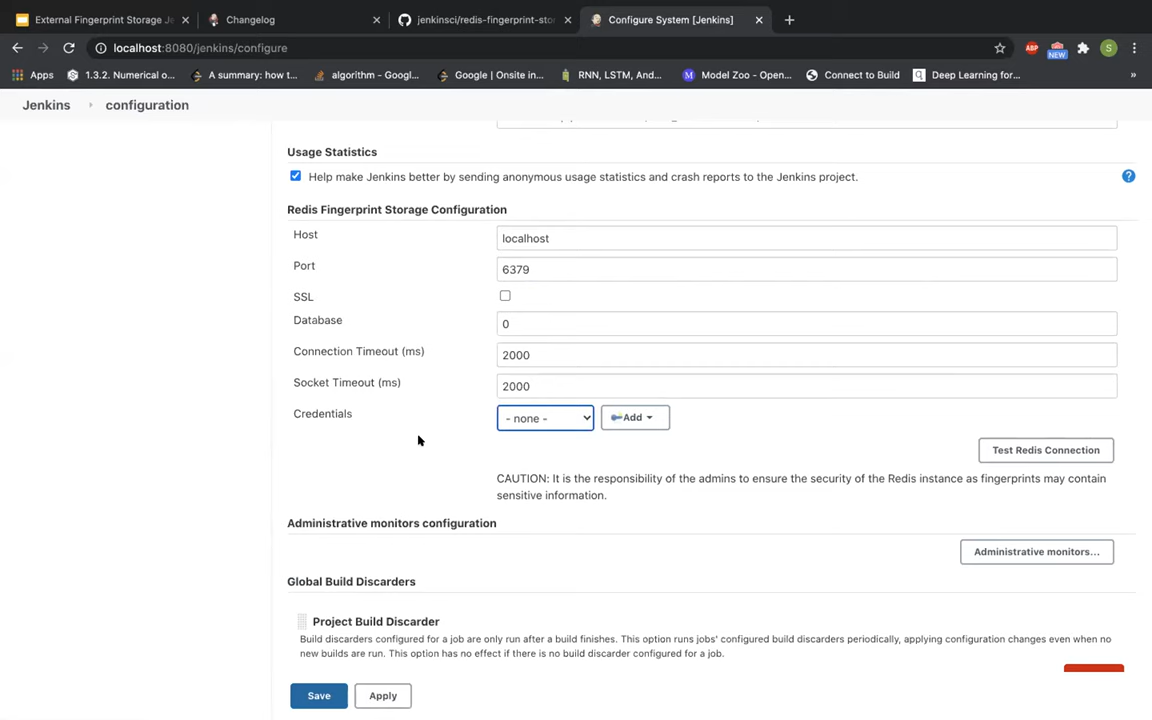 External Fingerprint Storage Je
Changelog
jenkinsci/redis-fingerprint-stor
Configure System [Jenkins]
localhost:8080/jenkins/configure
ABP
NEW
S
Apps
1.3.2. Numerical o...
A summary: how t...
algorithm - Googl...
Google | Onsite in...
RNN, LSTM, And...
Model Zoo - Open...
Connect to Build
Deep Learning for...
»
Jenkins
configuration
Usage Statistics
Help make Jenkins better by sending anonymous usage statistics and crash reports to the Jenkins project.
?
Redis Fingerprint Storage Configuration
Host
localhost
Port
6379
SSL
Database
0
Connection Timeout (ms)
2000
Socket Timeout (ms)
2000
Credentials
- none -
Add
Test Redis Connection
CAUTION: It is the responsibility of the admins to ensure the security of the Redis instance as fingerprints may contain
sensitive information.
Administrative monitors configuration
Administrative monitors...
Global Build Discarders
Project Build Discarder
Build discarders configured for a job are only run after a build finishes. This option runs jobs' configured build discarders periodically, applying configuration changes even when no
new builds are run. This option has no effect if there is no build discarder configured for a job.
Save
Apply